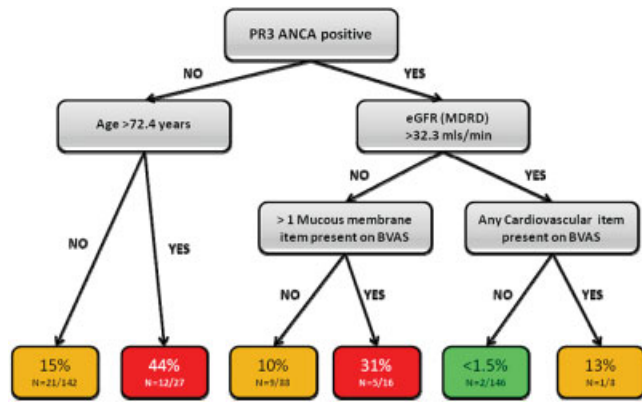 PR3 ANCA positive
NO
YES
Age >72.4 years
eGFR (MDRD)
>32.3 mls/min
NO
YES
NO
YES
> 1 Mucous membrane
item present on BVAS
Any Cardiovascular item
present on BVAS
NO
YES
NO
YES
15%
N=21/142
44%
N=12/27
10%
N=9/88
31%
N=5/16
<1.5%
N=2/146
13%
N=1/8